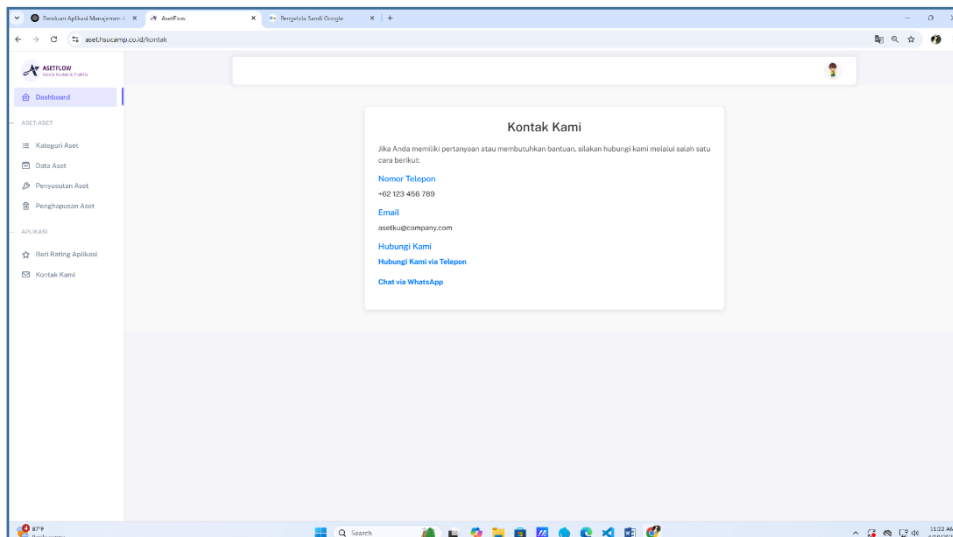 Panduan Aplikasi Manajemen
AsetFlow
Pengelola Sandi Google
aset.hsucamp.co.id/kontak
ASETFLOW
Dashboard
ASET-ASET
Kategori Aset
Data Aset
Penyusutan Aset
Penghapusan Aset
APLIKASI
Beri Rating Aplikasi
Kontak Kami
Kontak Kami
Jika Anda memiliki pertanyaan atau membutuhkan bantuan, silakan hubungi kami melalui salah satu
cara berikut:
Nomor Telepon
+62 123 456 789
Email
asetku@company.com
Hubungi Kami
Hubungi Kami via Telepon
Chat via WhatsApp
87°F
Search
11:22 AM